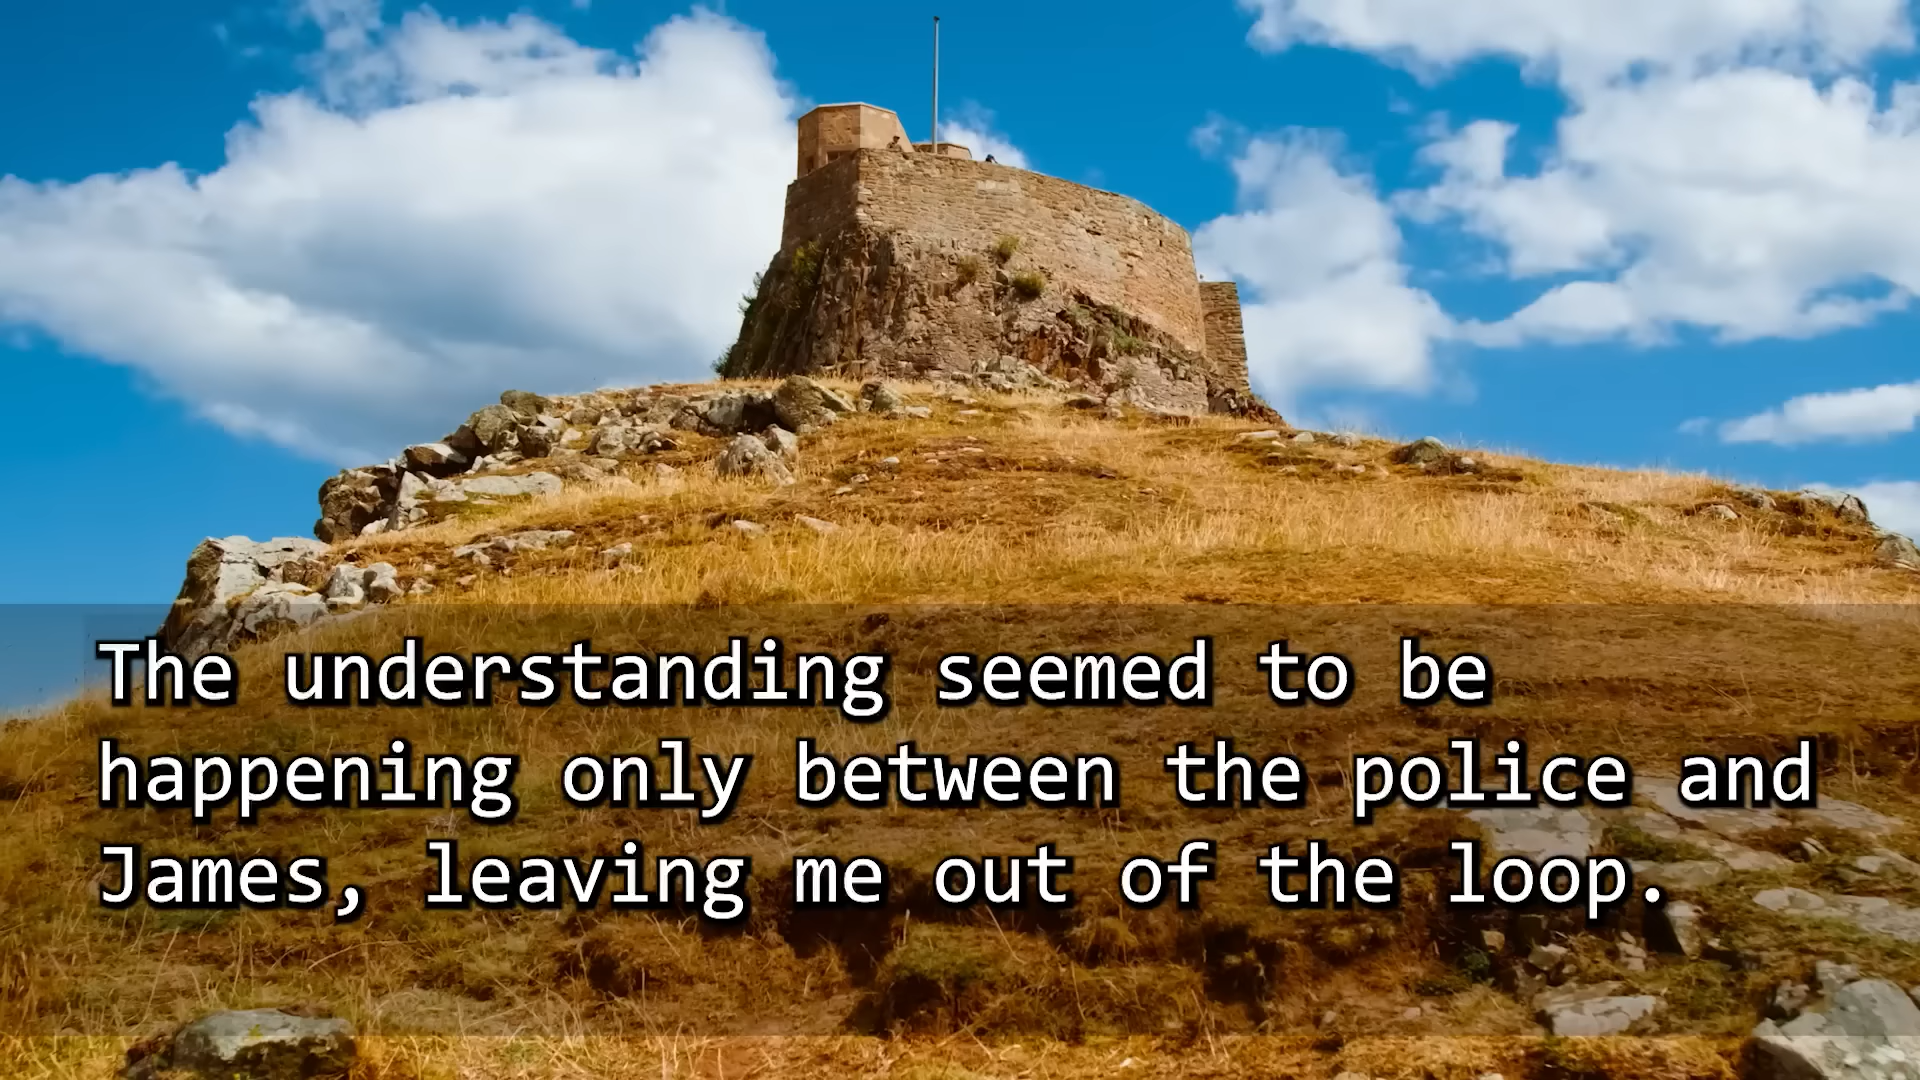 The understanding seemed to be
happening only between the police and
James, leaving me out of the loop.